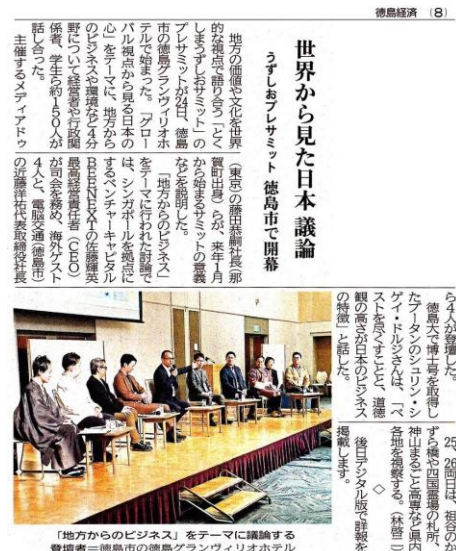 徳島経済 (8)
世界から見た日本 議論
うずしおプレサミット 徳島市で開幕
地方の価値や文化を世界
的な視点で語り合う「とく
しまうずしおサミット」の
プレサミットが24日、徳島
市の徳島グランヴィリオホ
テルで始まった。「グロー
バル視点から見る日本の
心」をテーマに、地方から
のビジネスや環境など4分
野について経営者や行政関
係者、学生ら約150人が
話し合った。
主催するメディアドゥ
(東京)の藤田恭嗣社長(那
賀町出身)らが、来年1月
から始まるサミットの意義
などを説明した。
「地方からのビジネス」
をテーマに行われた討論で
は、シンガポールを拠点に
するベンチャーキャピタル
BEENEXTの佐藤輝英
最高経営責任者(CEO)
が司会を務め、海外ゲスト
4人と、電脳交通(徳島市)
の近藤洋祐代表取締役社長
ら4人が登壇した。
徳島大で博士号を取得し
たブータンのシュリン・シ
ゲイ・ドルジさんは、「ベ
ストを尽くすことと、道徳
観の高さが日本のビジネス
の特徴」と話した。
25、26両日は、祖谷のか
ずら橋や四国霊場の札所、
神山まるごと高専など県内
各地を視察する。(林啓二
◇
後日デジタル版で詳報を
掲載します。
「地方からのビジネス」をテーマに議論する
登壇者=徳島市の徳島グランヴィリオホテル